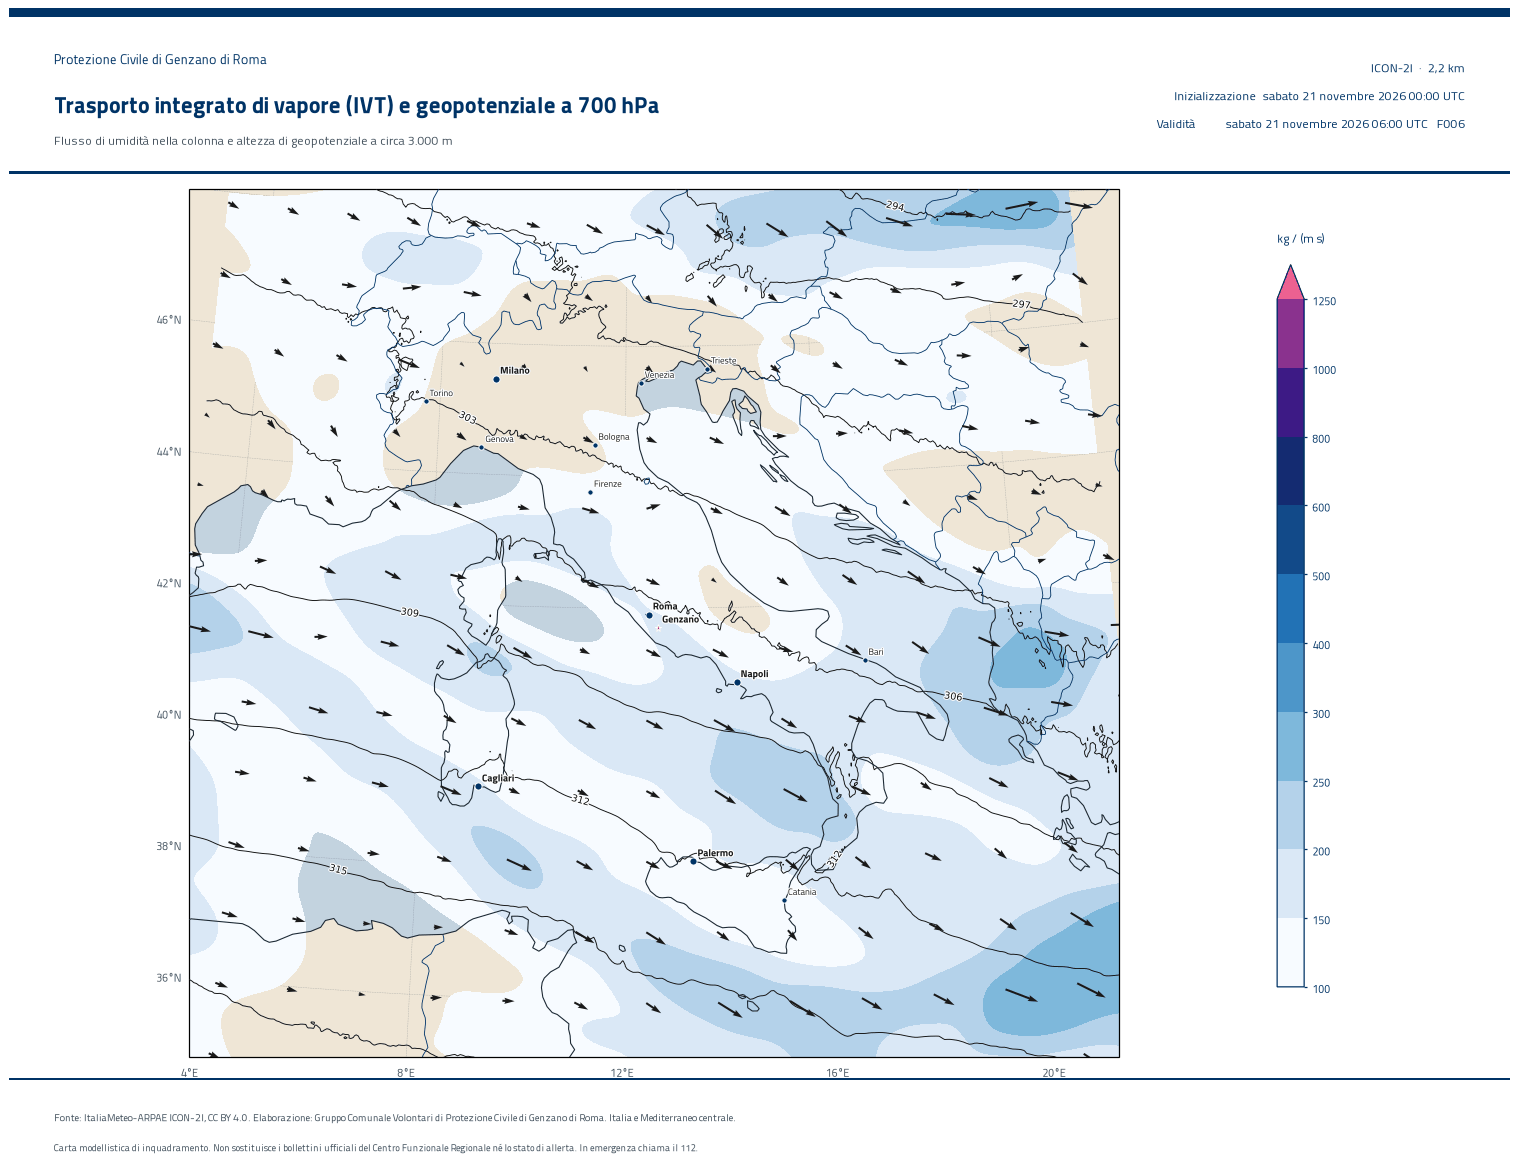 Protezione Civile di Genzano di Roma
Trasporto integrato di vapore (IVT) e geopotenziale a 700 hPa
Flusso di umidità nella colonna e altezza di geopotenziale a circa 3.000 m
ICON-2I · 2,2 km
Inizializzazione sabato 21 novembre 2026 00:00 UTC
Validità sabato 21 novembre 2026 06:00 UTC F006
kg / (m s)
1250
1000
800
600
500
400
300
250
200
150
100
294
297
303
309
306
312
315
312
Milano
Torino
Venezia
Trieste
Genova
Bologna
Firenze
Roma
Genzano
Bari
Napoli
Cagliari
Palermo
Catania
46°N
44°N
42°N
40°N
38°N
36°N
4°E
8°E
12°E
16°E
20°E
Fonte: ItaliaMeteo-ARPAE ICON-2I, CC BY 4.0. Elaborazione: Gruppo Comunale Volontari di Protezione Civile di Genzano di Roma. Italia e Mediterraneo centrale.
Carta modellistica di inquadramento. Non sostituisce i bollettini ufficiali del Centro Funzionale Regionale né lo stato di allerta. In emergenza chiama il 112.